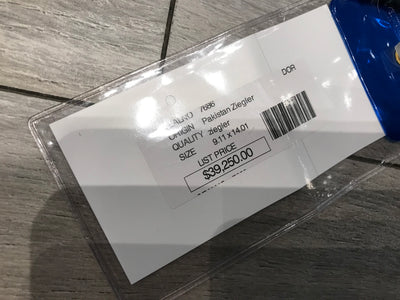 7686
ORIGIN Pakistan Ziegler
QUALITY ziegler
SIZE 9.11 x 14.01
LIST PRICE
$39,250.00
DOR